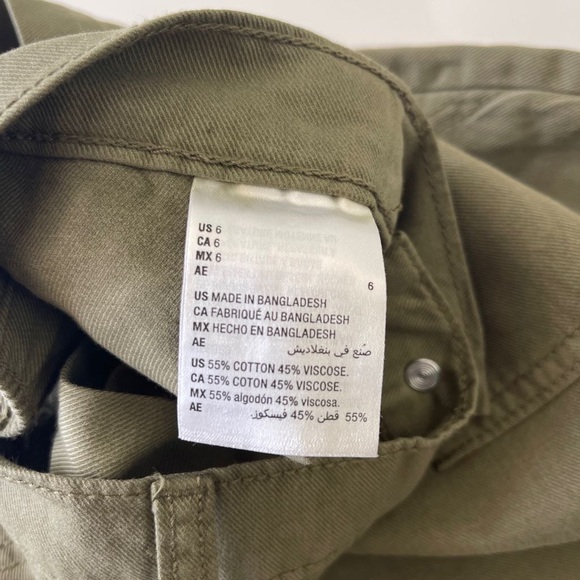 US 6
CA 6
MX 6
AE
6
US MADE IN BANGLADESH
CA FABRIQUÉ AU BANGLADESH
MX HECHO EN BANGLADESH
AE صُنع في بنغلاديش
US 55% COTTON 45% VISCOSE.
CA 55% COTON 45% VISCOSE.
MX 55% algodón 45% viscosa.
AE 55% قطن 45% فيسكوز.